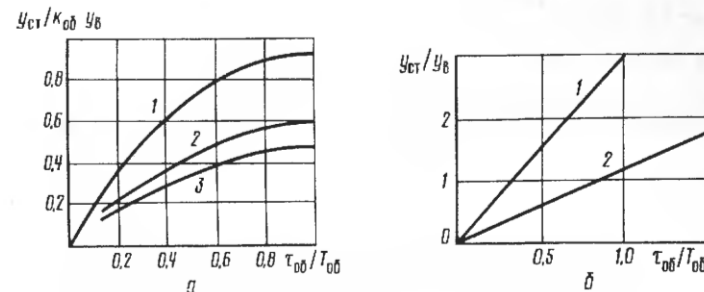 y_ст/к_об y_в
0,8
0,6
0,4
0,2
1
2
3
0,2 0,4 0,6 0,8 τ_об/T_об
а
y_ст/y_в
2
1
0
1
2
0,5 1,0 τ_об/T_об
б